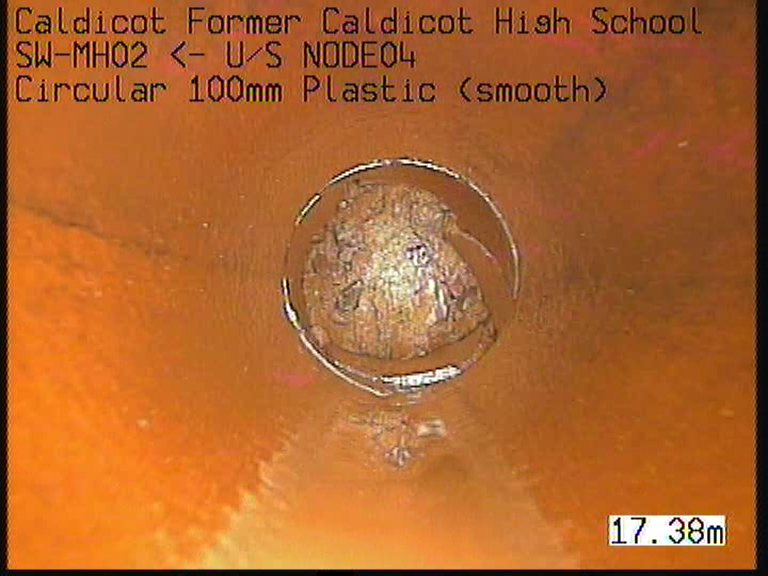 Caldicot Former Caldicot High School
SW-MH02 <- U/S NODE04
Circular 100mm Plastic (smooth)
17.38m